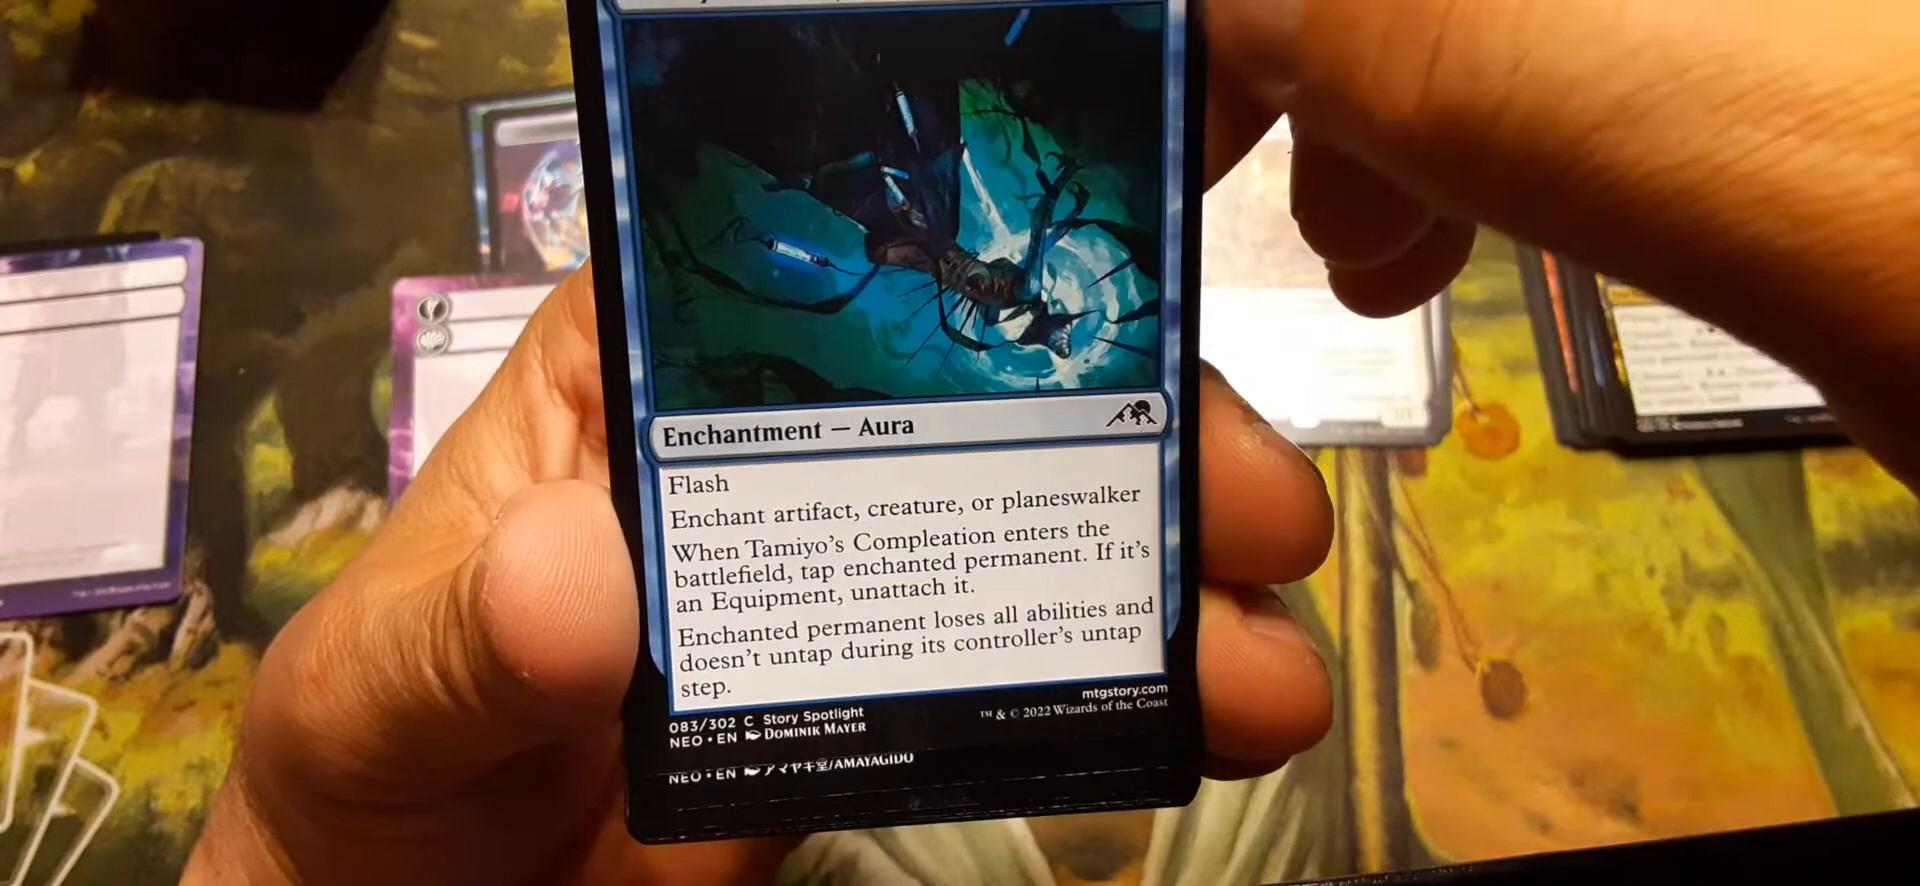 Enchantment — Aura
Flash
Enchant artifact, creature, or planeswalker
When Tamiyo's Compleation enters the
battlefield, tap enchanted permanent. If it's
an Equipment, unattach it.
Enchanted permanent loses all abilities and
doesn't untap during its controller's untap
step.
083/302 C Story Spotlight
NEO • EN DOMINIK MAYER
mtgstory.com
™ & © 2022 Wizards of the Coast
NEO • EN アマヤギ堂/AMAYAGIDO